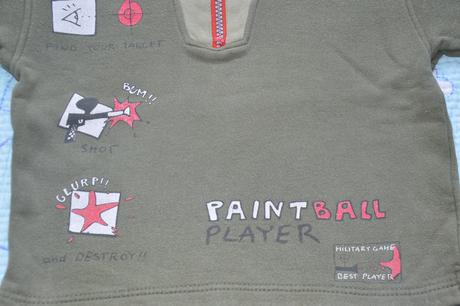 FIND YOUR TARGET
BUM!!
SHOT
GLURP!!
and DESTROY!!
PAINTBALL
PLAYER
MILITARY GAME
BEST PLAYER